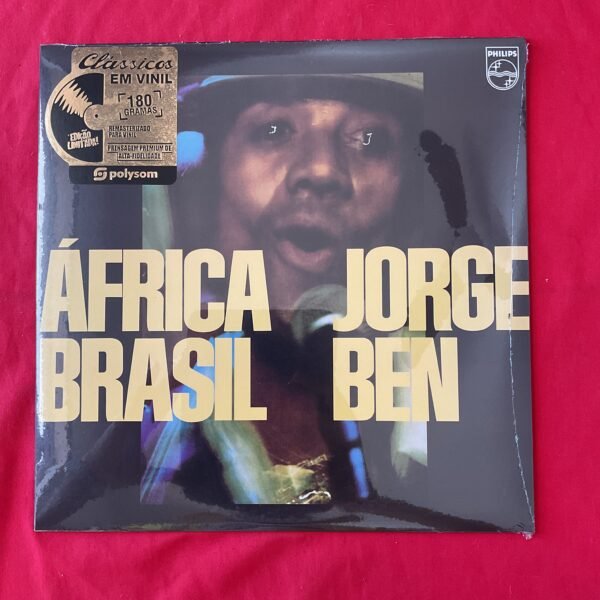 Clássicos
EM VINIL
180
GRAMAS
EDIÇÃO
LIMITADA!
REMASTERIZADO
PARA VINIL
PRENSAGEM PREMIUM DE
ALTA-FIDELIDADE
polysom
PHILIPS
ÁFRICA JORGE
BRASIL BEN